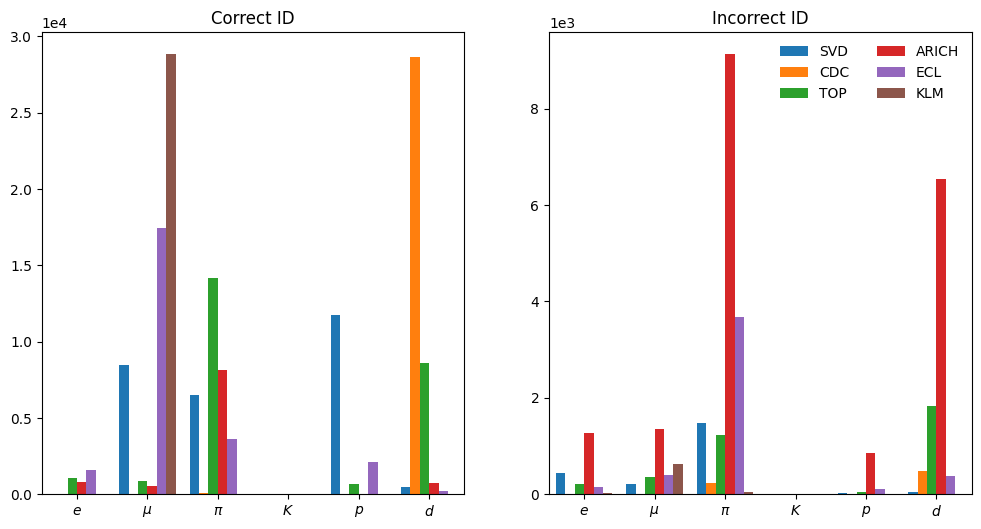 Correct ID
1e4
3.0
2.5
2.0
1.5
1.0
0.5
0.0
e μ π K p d
Incorrect ID
1e3
8
6
4
2
0
e μ π K p d
SVD
CDC
TOP
ARICH
ECL
KLM